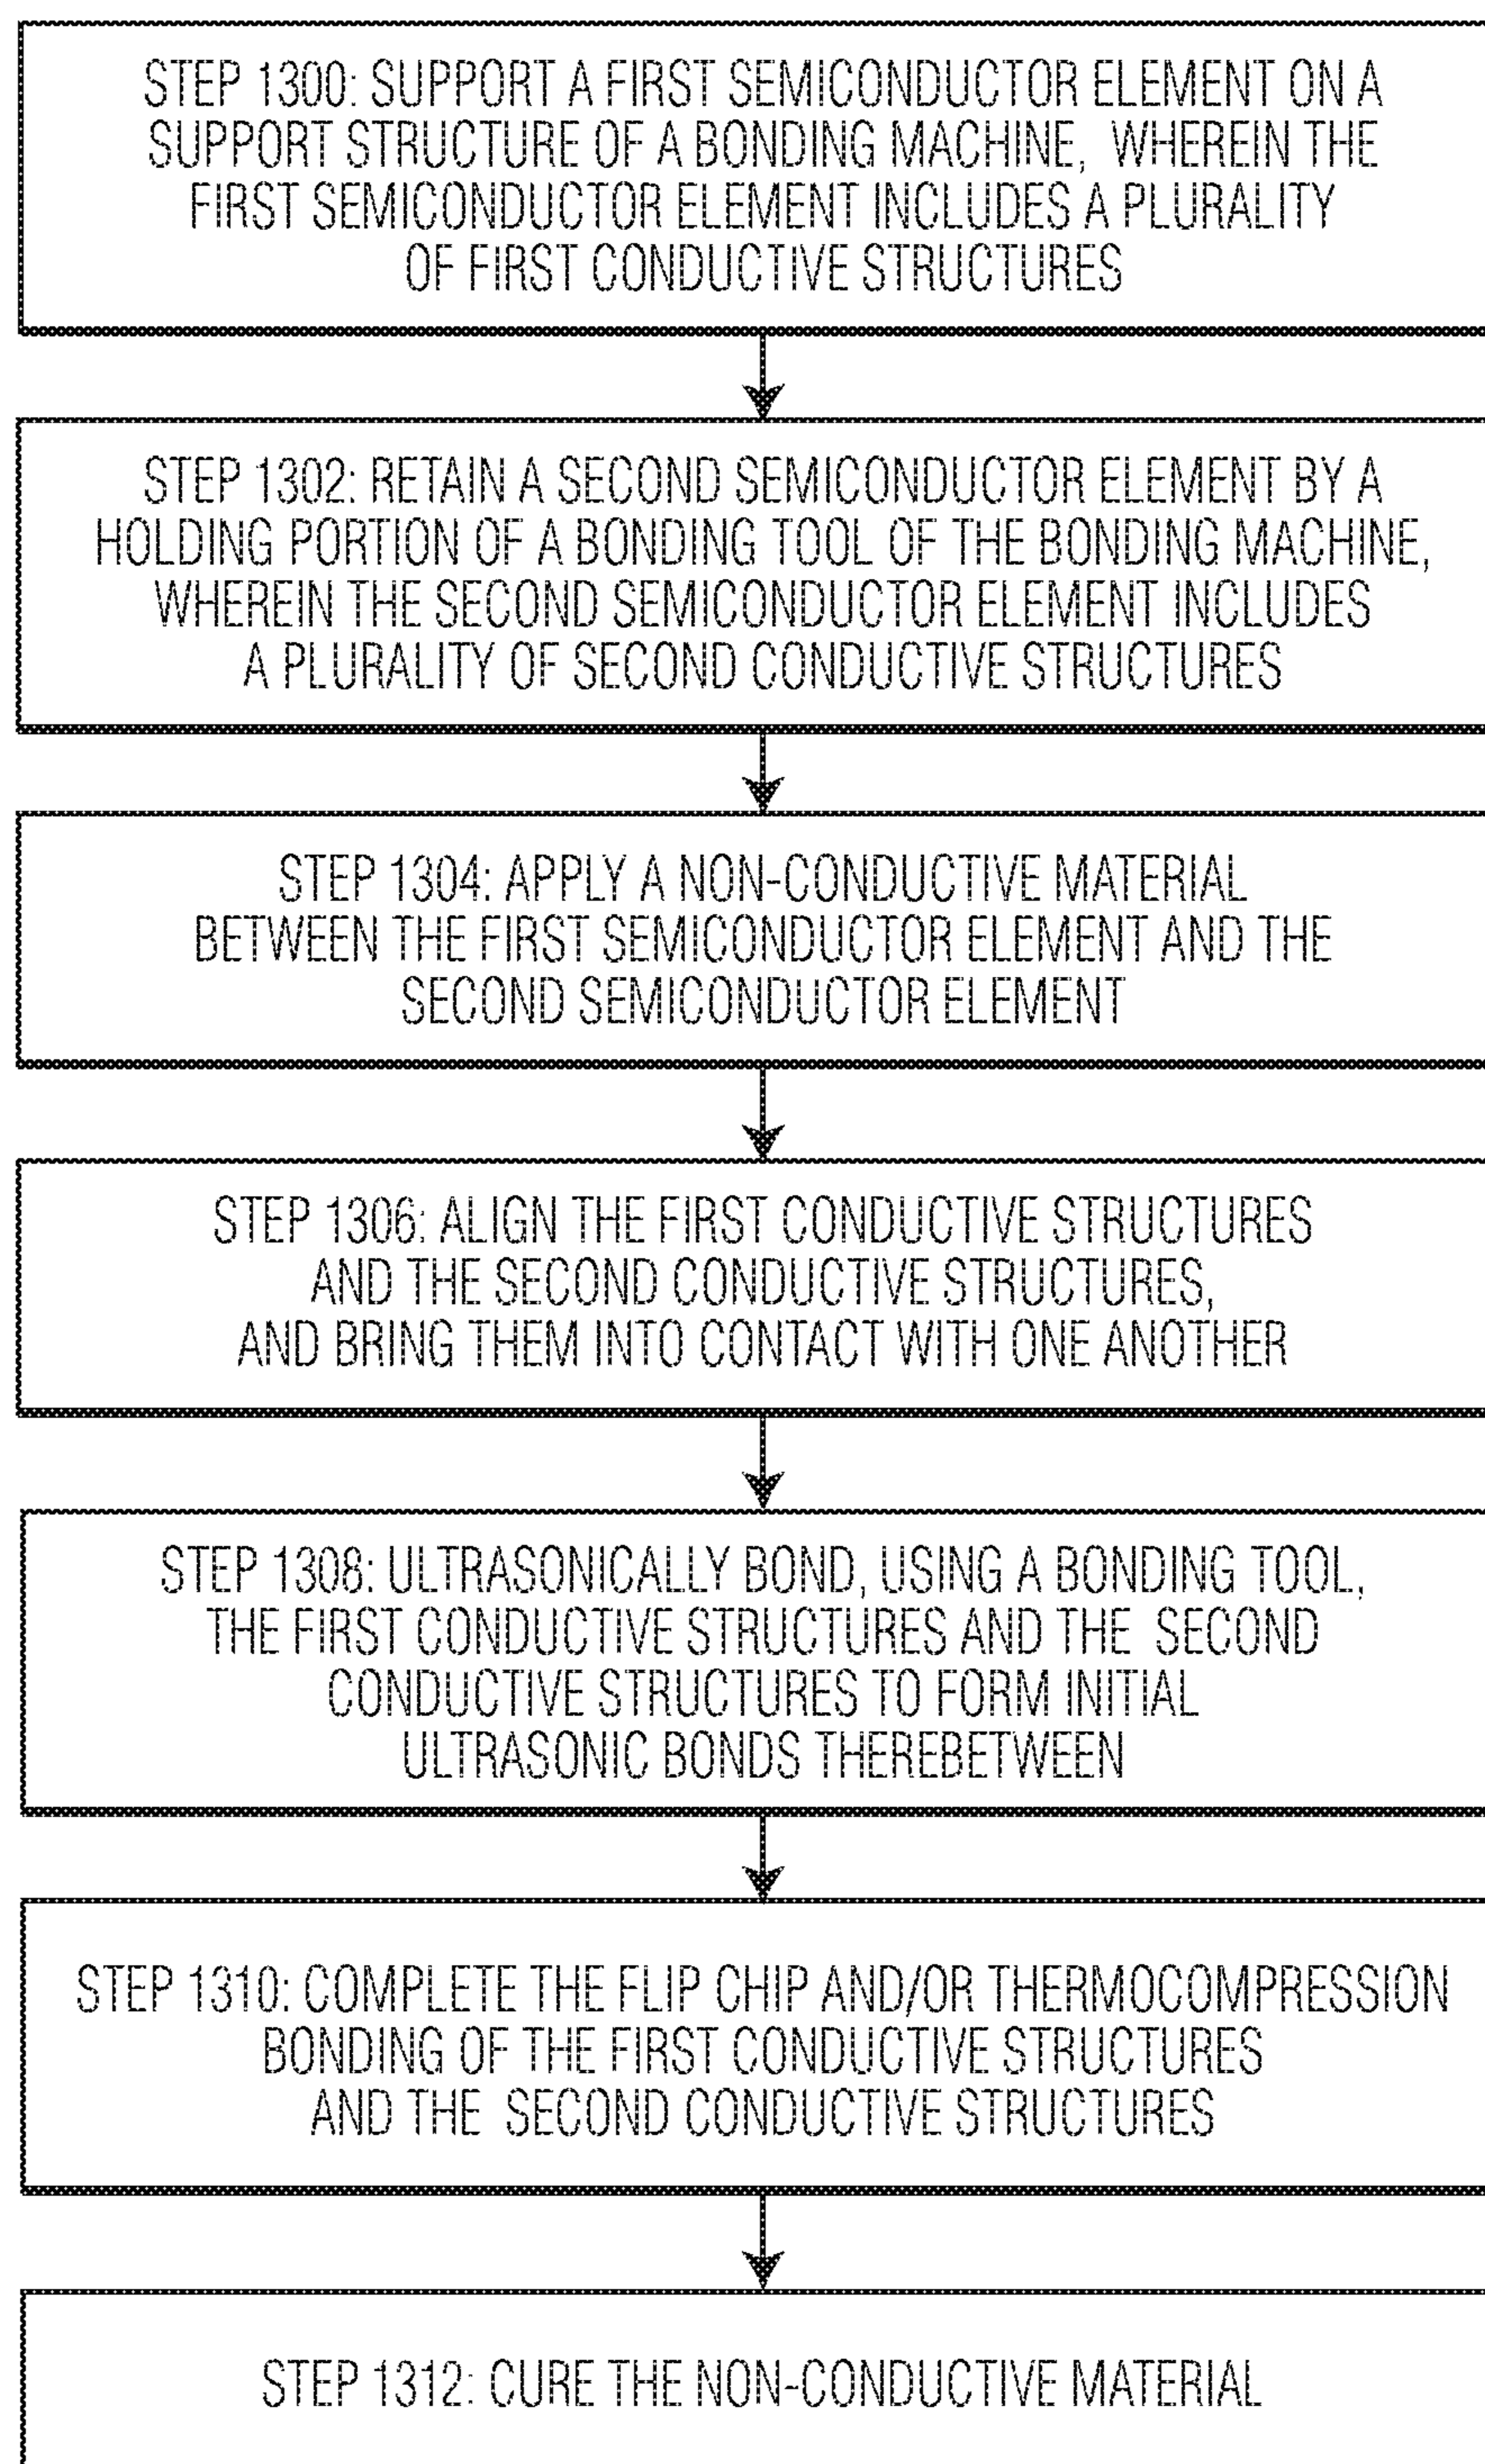 STEP 1300: SUPPORT A FIRST SEMICONDUCTOR ELEMENT ON A
SUPPORT STRUCTURE OF A BONDING MACHINE, WHEREIN THE
FIRST SEMICONDUCTOR ELEMENT INCLUDES A PLURALITY
OF FIRST CONDUCTIVE STRUCTURES
STEP 1302: RETAIN A SECOND SEMICONDUCTOR ELEMENT BY A
HOLDING PORTION OF A BONDING TOOL OF THE BONDING MACHINE,
WHEREIN THE SECOND SEMICONDUCTOR ELEMENT INCLUDES
A PLURALITY OF SECOND CONDUCTIVE STRUCTURES
STEP 1304: APPLY A NON-CONDUCTIVE MATERIAL
BETWEEN THE FIRST SEMICONDUCTOR ELEMENT AND THE
SECOND SEMICONDUCTOR ELEMENT
STEP 1306: ALIGN THE FIRST CONDUCTIVE STRUCTURES
AND THE SECOND CONDUCTIVE STRUCTURES,
AND BRING THEM INTO CONTACT WITH ONE ANOTHER
STEP 1308: ULTRASONICALLY BOND, USING A BONDING TOOL,
THE FIRST CONDUCTIVE STRUCTURES AND THE SECOND
CONDUCTIVE STRUCTURES TO FORM INITIAL
ULTRASONIC BONDS THEREBETWEEN
STEP 1310: COMPLETE THE FLIP CHIP AND/OR THERMOCOMPRESSION
BONDING OF THE FIRST CONDUCTIVE STRUCTURES
AND THE SECOND CONDUCTIVE STRUCTURES
STEP 1312: CURE THE NON-CONDUCTIVE MATERIAL